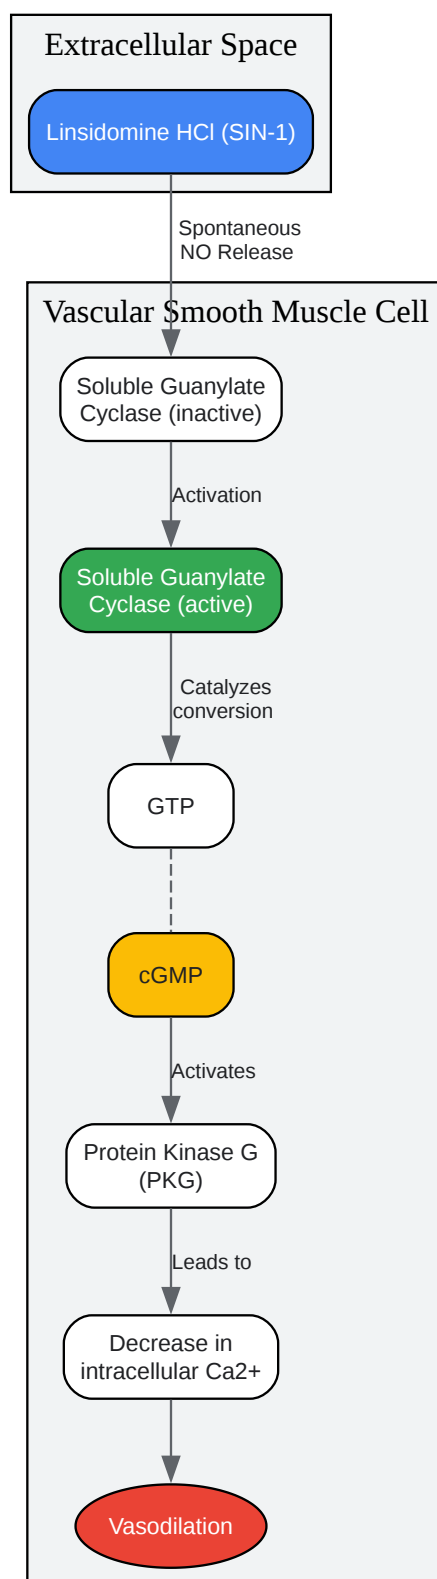 Extracellular Space
Linsidomine HCl (SIN-1)
Spontaneous
NO Release
Vascular Smooth Muscle Cell
Soluble Guanylate
Cyclase (inactive)
Activation
Soluble Guanylate
Cyclase (active)
Catalyzes
conversion
GTP
cGMP
Activates
Protein Kinase G
(PKG)
Leads to
Decrease in
intracellular Ca2+
Vasodilation